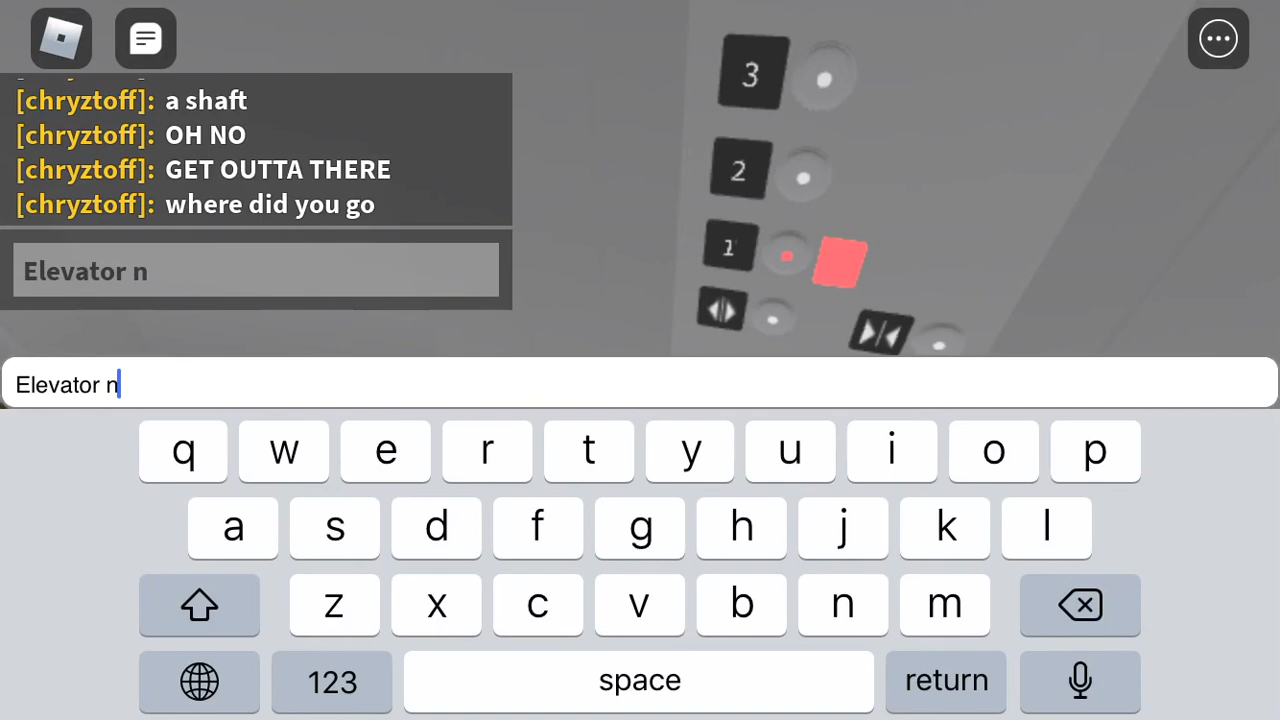 3
[chryztoff]: a shaft
[chryztoff]: OH NO
2
[chryztoff]: GET OUTTA THERE
[chryztoff]: where did you go
1
Elevator n
Elevator n
q w e r t y u i o p
a s d f g h j k l
z x c v b n m
123 space return